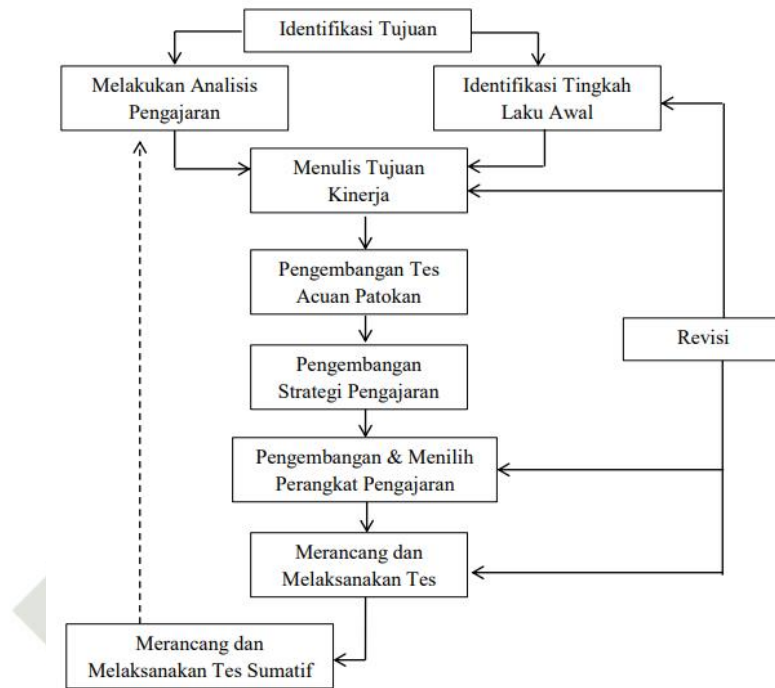 Identifikasi Tujuan
Melakukan Analisis
Pengajaran
Identifikasi Tingkah
Laku Awal
Menulis Tujuan
Kinerja
Pengembangan Tes
Acuan Patokan
Revisi
Pengembangan
Strategi Pengajaran
Pengembangan & Menilih
Perangkat Pengajaran
Merancang dan
Melaksanakan Tes
Merancang dan
Melaksanakan Tes Sumatif